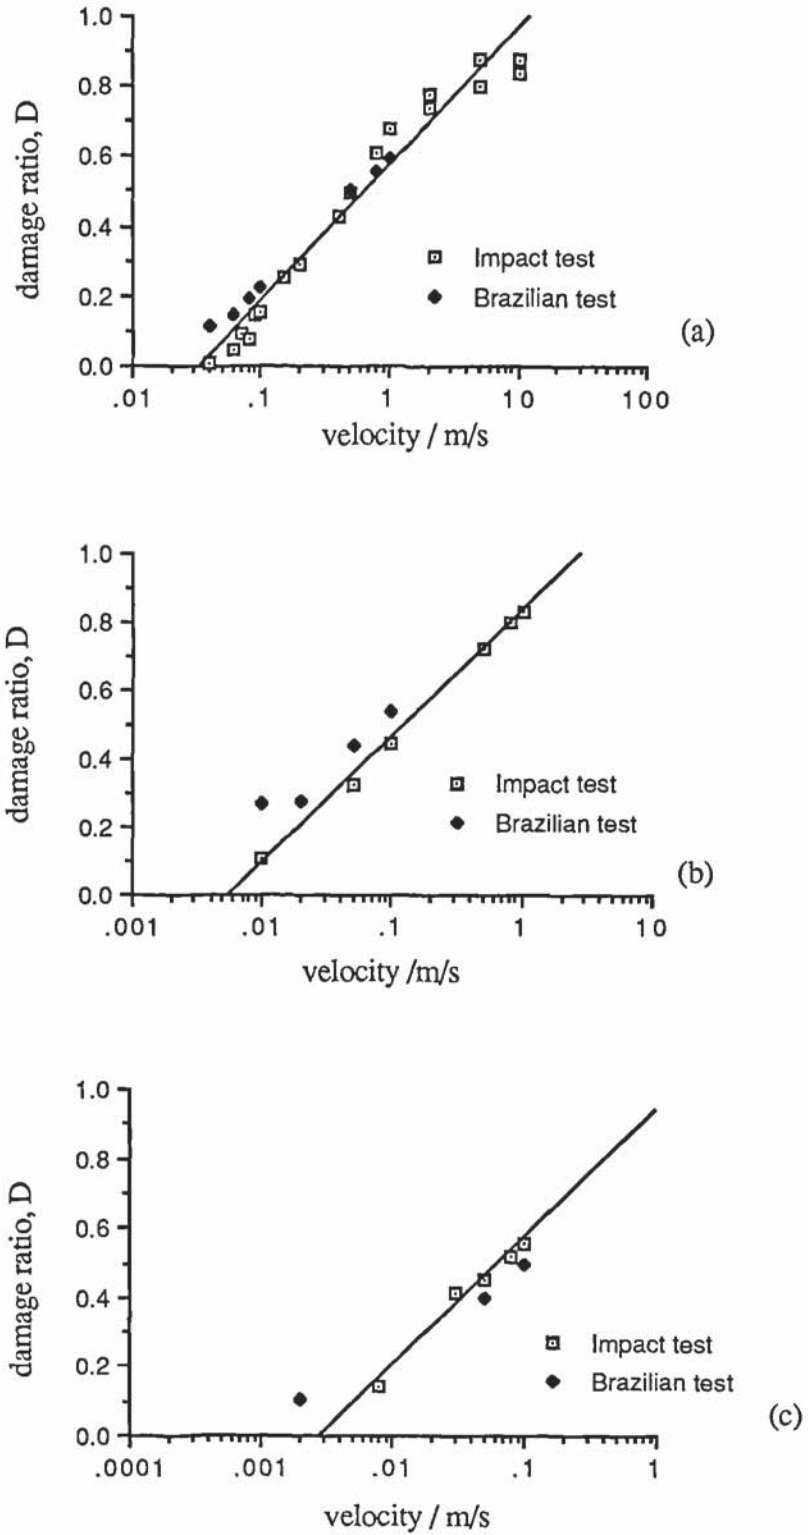 damage ratio, D
1.0
0.8
0.6
0.4
0.2
0.0
Impact test
Brazilian test
(a)
.01 .1 1 10 100
velocity / m/s
damage ratio, D
1.0
0.8
0.6
0.4
0.2
0.0
Impact test
Brazilian test
(b)
.001 .01 .1 1 10
velocity /m/s
damage ratio, D
1.0
0.8
0.6
0.4
0.2
0.0
Impact test
Brazilian test
(c)
.0001 .001 .01 .1 1
velocity / m/s